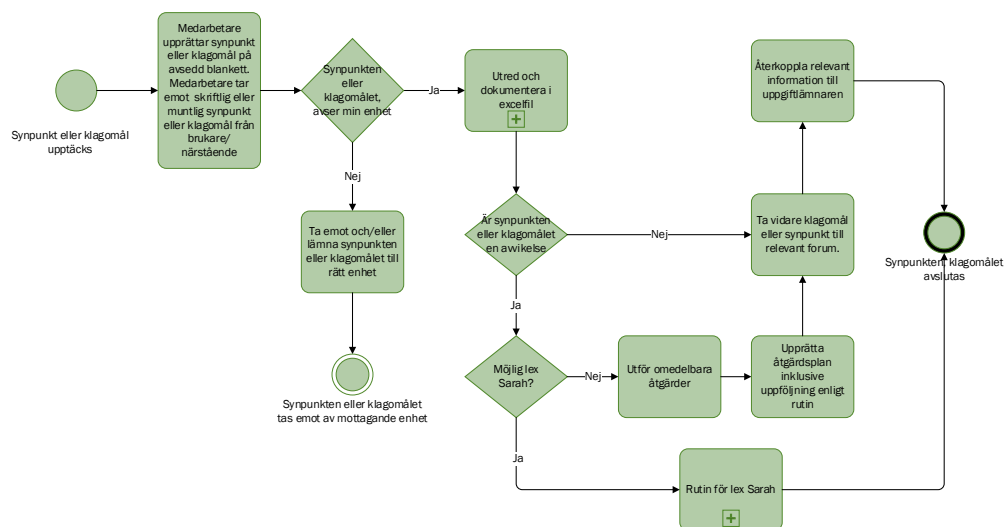 Medarbetare
upprättar synpunkt
eller klagomål på
avsedd blankett.
Medarbetare tar
emot skriftlig eller
muntlig synpunkt
eller klagomål från
brukare/
närstående
Synpunkt eller klagomål
upptäcks
Synpunkten
eller
klagomålet,
avser min enhet
Ja
Utred och
dokumentera i
excelfil
Återkoppla relevant
information till
uppgiftlämnaren
Nej
Ta emot och/eller
lämna synpunkten
eller klagomålet till
rätt enhet
Synpunkten eller klagomålet
tas emot av mottagande enhet
Är synpunkten
eller klagomålet
en avvikelse
Nej
Ta vidare klagomål
eller synpunkt till
relevant forum.
Synpunkten klagomålet
avslutas
Ja
Möjlig lex
Sarah?
Nej
Utför omedelbara
åtgärder
Upprätta
åtgärdsplan
inklusive
uppföljning enligt
rutin
Ja
Rutin för lex Sarah